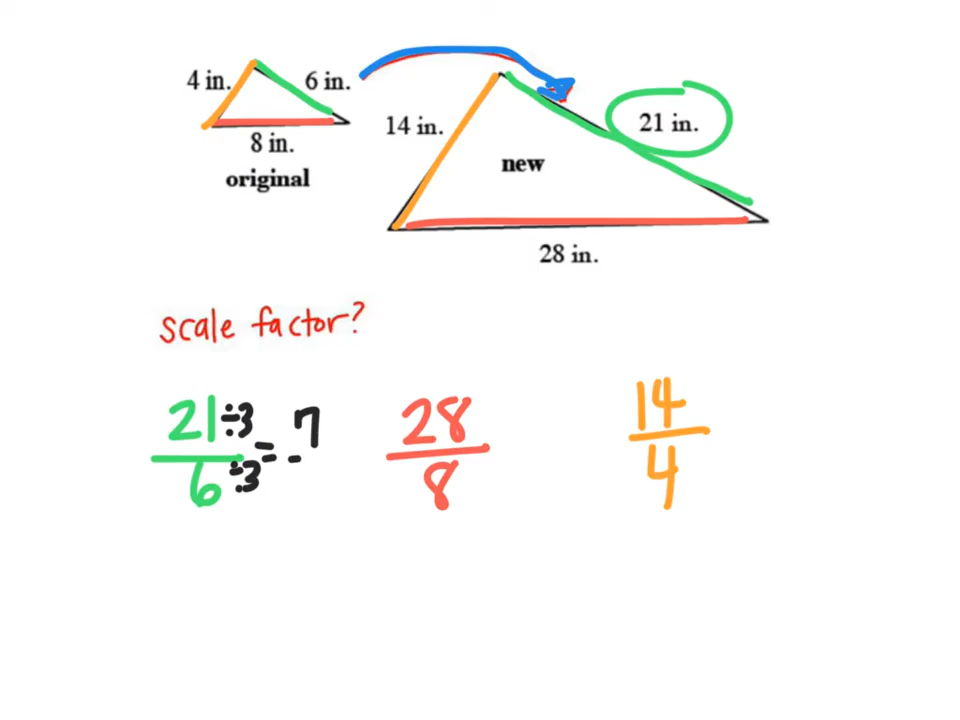 4 in.
6 in.
8 in.
original
14 in.
21 in.
new
28 in.
scale factor?
21 ÷3 = 7
6 ÷3
28
8
14
4